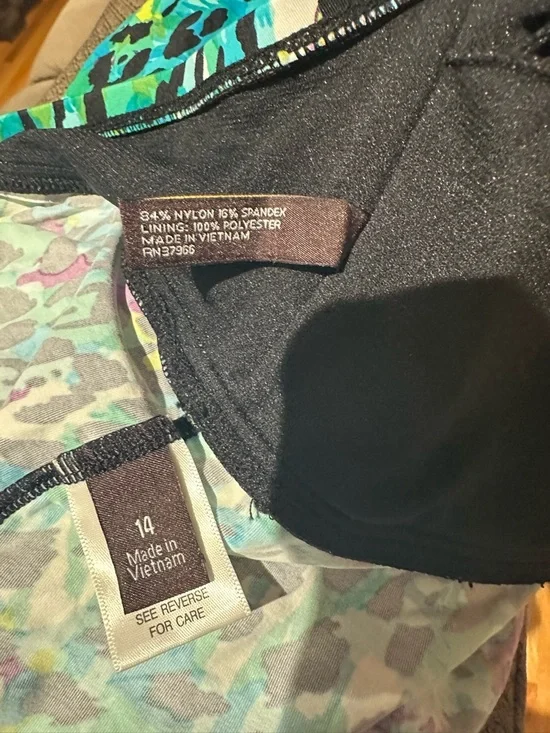 84% NYLON 16% SPANDEX
LINING: 100% POLYESTER
MADE IN VIETNAM
RN37966
14
Made in
Vietnam
SEE REVERSE
FOR CARE